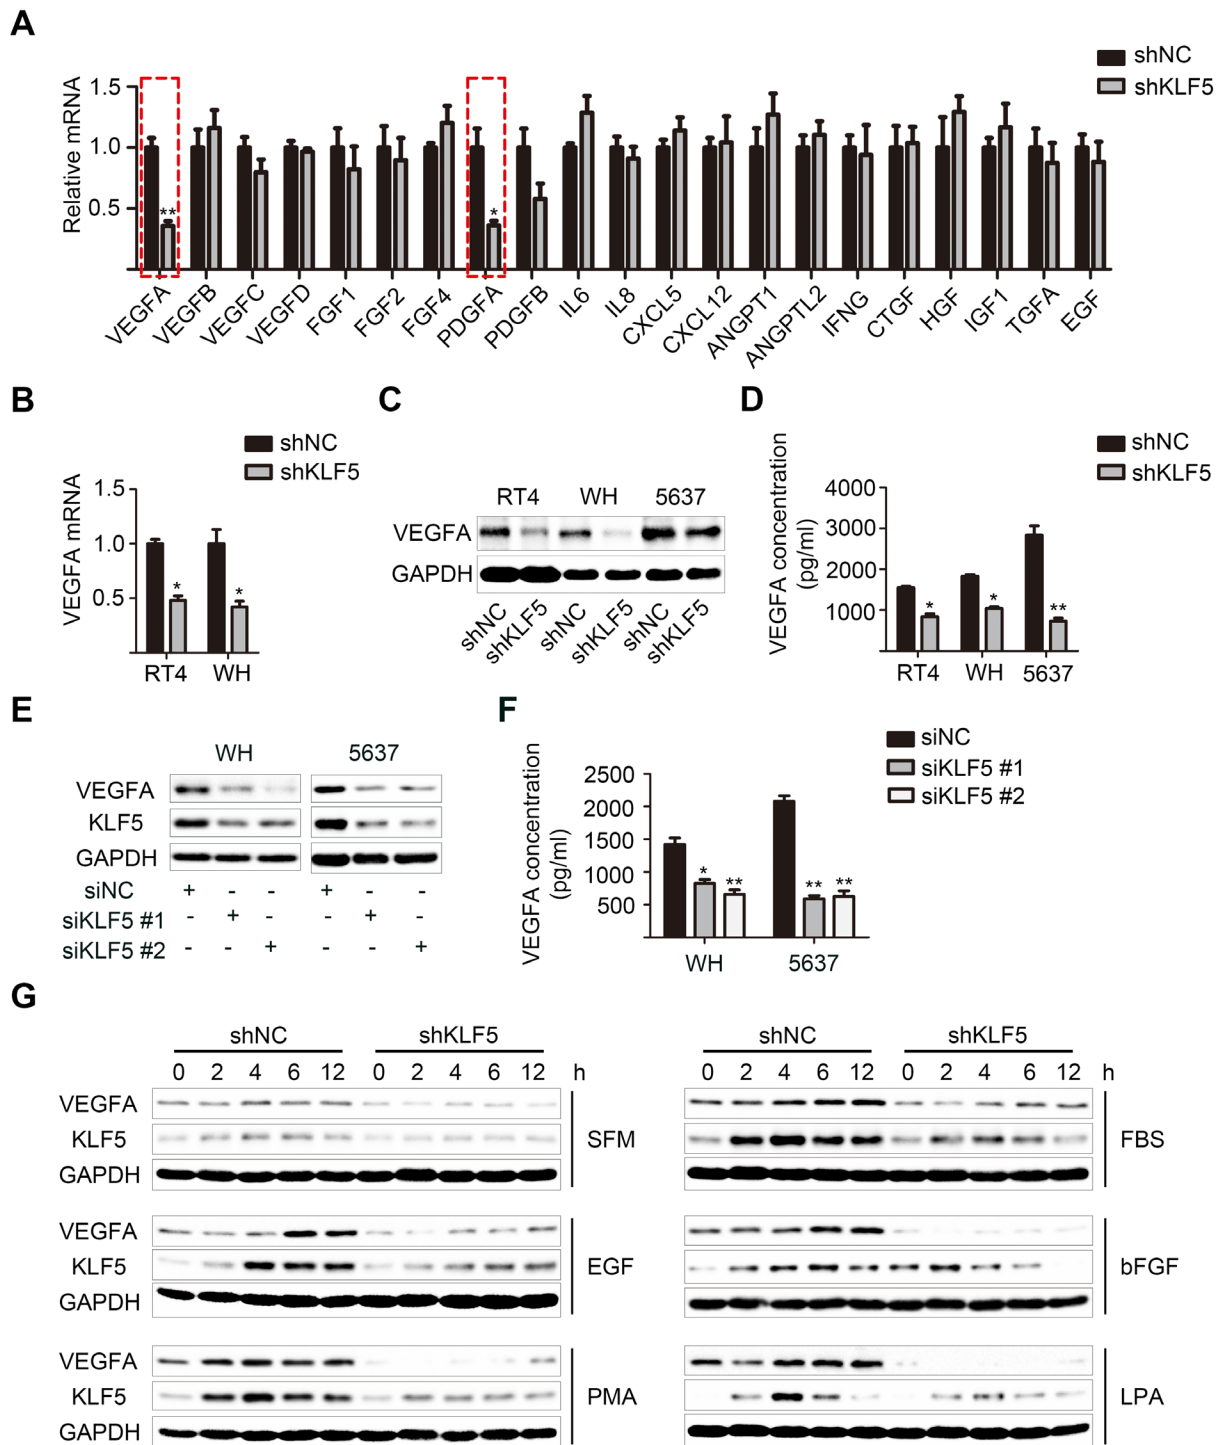 A
shNC
shKLF5
Relative mRNA
1.5
1.0
0.5
** *
VEGFA VEGFB VEGFC VEGFD FGF1 FGF2 FGF4 PDGFA PDGFB IL6 IL8 CXCL5 CXCL12 ANGPT1 ANGPTL2 IFNG CTGF HGF IGF1 TGFA EGF
B
shNC
shKLF5
VEGFA mRNA
1.5
1.0
0.5
* *
RT4 WH
C
RT4 WH 5637
VEGFA
GAPDH
shNC shKLF5 shNC shKLF5 shNC shKLF5
D
shNC
shKLF5
VEGFA concentration
(pg/ml)
4000
3000
2000
1000
* * **
RT4 WH 5637
E
WH 5637
VEGFA
KLF5
GAPDH
siNC + - - + - -
siKLF5 #1 - + - - + -
siKLF5 #2 - - + - - +
F
siNC
siKLF5 #1
siKLF5 #2
VEGFA concentration
(pg/ml)
2500
2000
1500
1000
500
* ** ** **
WH 5637
G
shNC shKLF5 shNC shKLF5
0 2 4 6 12 0 2 4 6 12 h 0 2 4 6 12 0 2 4 6 12 h
VEGFA
KLF5 SFM FBS
GAPDH
VEGFA
KLF5 EGF bFGF
GAPDH
VEGFA
KLF5 PMA LPA
GAPDH